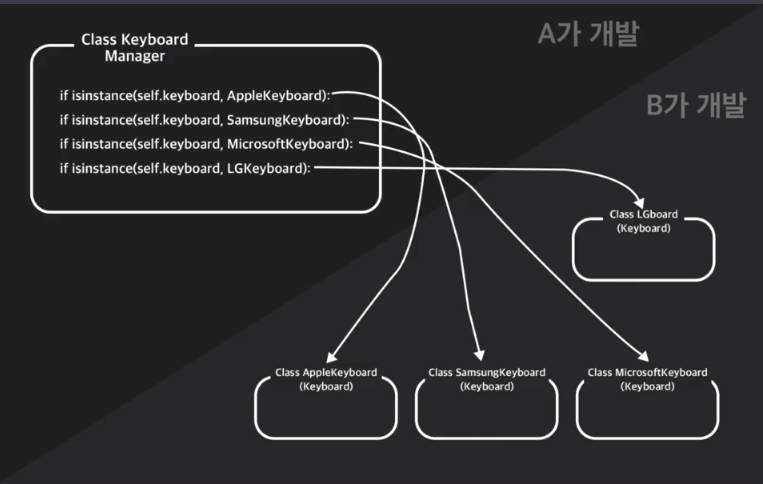 A가 개발
Class Keyboard
Manager
B가 개발
if isinstance(self.keyboard, AppleKeyboard):
if isinstance(self.keyboard, SamsungKeyboard):
if isinstance(self.keyboard, MicrosoftKeyboard):
if isinstance(self.keyboard, LGKeyboard):
Class LGboard
(Keyboard)
Class AppleKeyboard
(Keyboard)
Class SamsungKeyboard
(Keyboard)
Class MicrosoftKeyboard
(Keyboard)